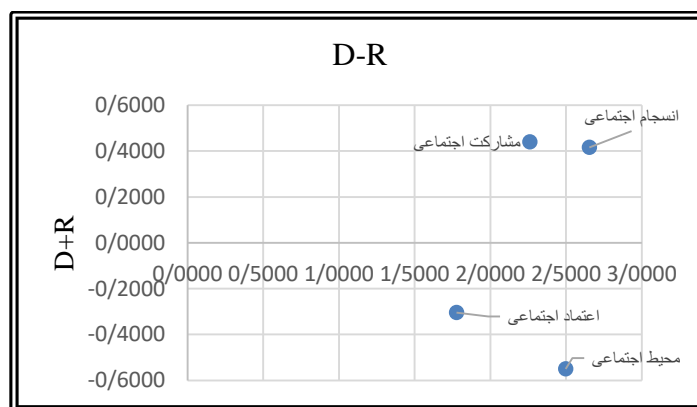 D-R
0/6000
انسجام اجتماعی
مشارکت اجتماعی
0/4000
0/2000
D+R
0/0000
0/0000 0/5000 1/0000 1/5000 2/0000 2/5000 3/0000
-0/2000
اعتماد اجتماعی
-0/4000
محیط اجتماعی
-0/6000